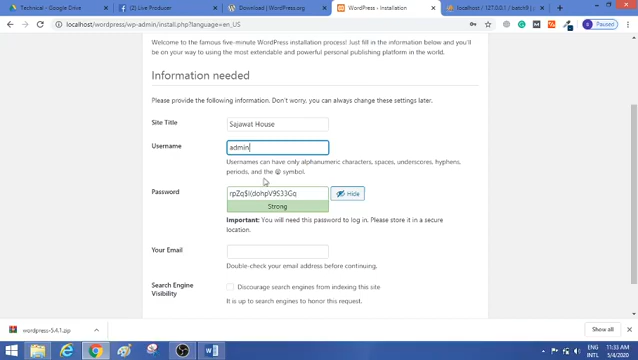 Technical - Google Drive
Live Producer
Download | WordPress.org
WordPress › Installation
localhost / 127.0.0.1 / batch9 |
localhost/wordpress/wp-admin/install.php?language=en_US
Paused
Welcome to the famous five-minute WordPress installation process! Just fill in the information below and you'll
be on your way to using the most extendable and powerful personal publishing platform in the world.
Information needed
Please provide the following information. Don't worry, you can always change these settings later.
Site Title
Sajawat House
Username
admin
Usernames can have only alphanumeric characters, spaces, underscores, hyphens,
periods, and the @ symbol.
Password
Hide
Strong
Important: You will need this password to log in. Please store it in a secure
location.
Your Email
Double-check your email address before continuing.
Search Engine
Visibility
Discourage search engines from indexing this site
It is up to search engines to honor this request.
wordpress-5.4.1.zip
Show all
ENG
INTL
11:33 AM
5/4/2020